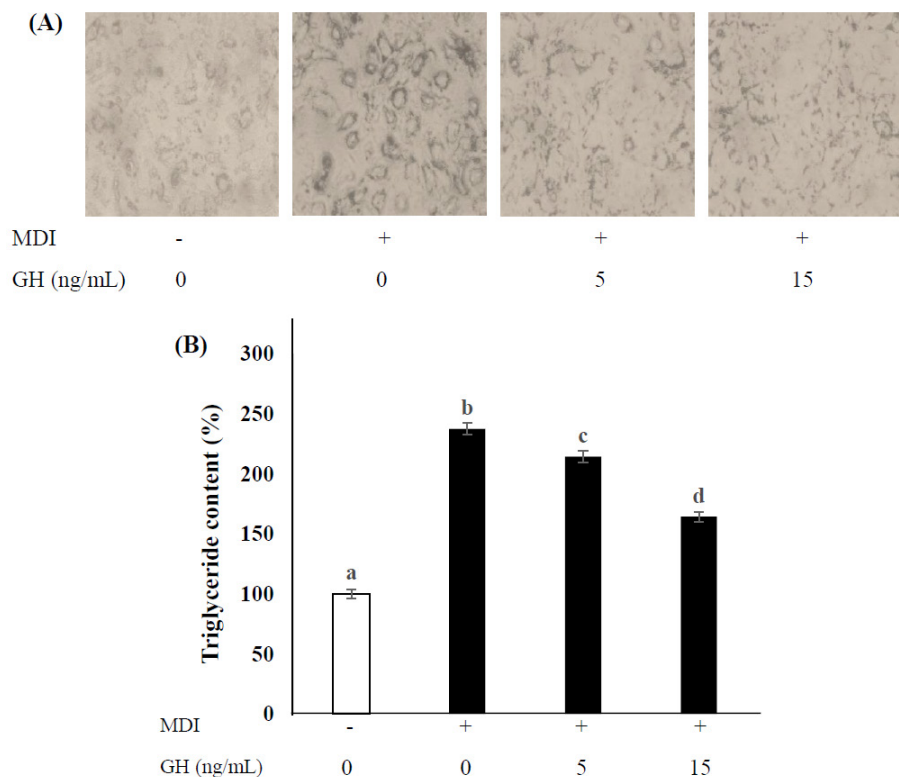 (A)
MDI - + + +
GH (ng/mL) 0 0 5 15
(B)
Triglyceride content (%)
300
250
200
150
100
50
0
a b c d
MDI - + + +
GH (ng/mL) 0 0 5 15